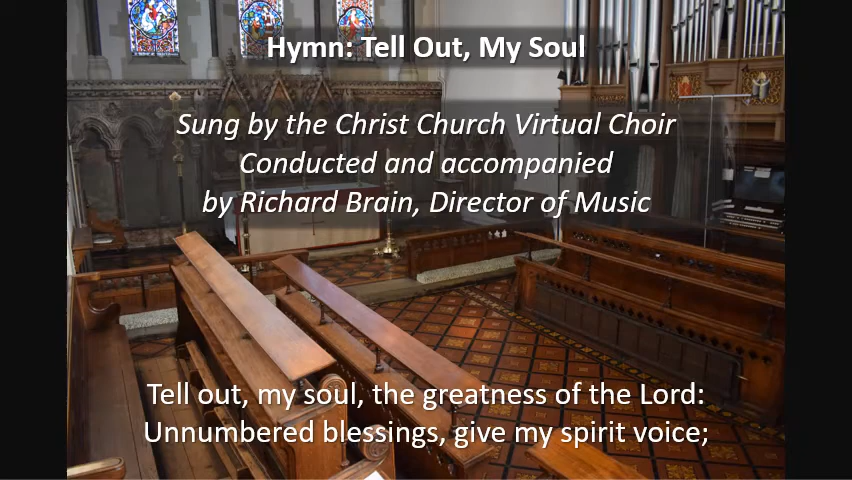 Hymn: Tell Out, My Soul
Sung by the Christ Church Virtual Choir
Conducted and accompanied
by Richard Brain, Director of Music
Tell out, my soul, the greatness of the Lord:
Unnumbered blessings, give my spirit voice;